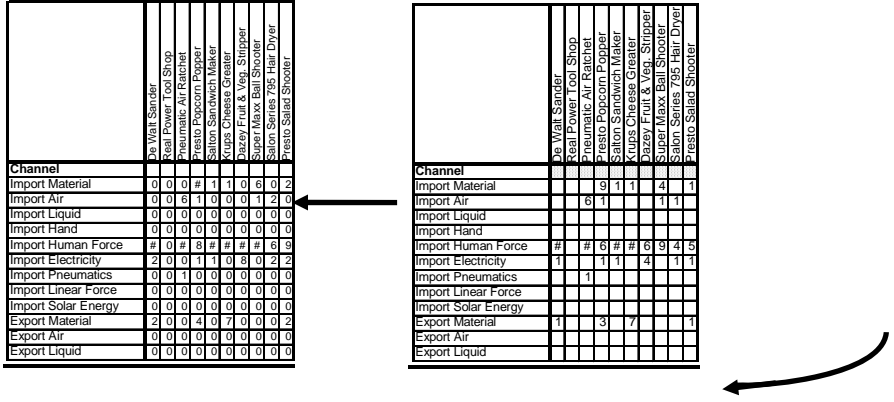 De Walt Sander
Real Power Tool Shop
Pneumatic Air Ratchet
Presto Popcorn Popper
Salton Sandwich Maker
Krups Cheese Greater
Dazey Fruit & Veg. Stripper
Super Maxx Ball Shooter
Salon Series 795 Hair Dryer
Presto Salad Shooter
Channel
Import Material 0 0 0 # 1 1 0 6 0 2
Import Air 0 0 6 1 0 0 0 1 2 0
Import Liquid 0 0 0 0 0 0 0 0 0 0
Import Hand 0 0 0 0 0 0 0 0 0 0
Import Human Force # 0 # 8 # # # # 6 9
Import Electricity 2 0 0 1 1 0 8 0 2 2
Import Pneumatics 0 0 1 0 0 0 0 0 0 0
Import Linear Force 0 0 0 0 0 0 0 0 0 0
Import Solar Energy 0 0 0 0 0 0 0 0 0 0
Export Material 2 0 0 4 0 7 0 0 0 2
Export Air 0 0 0 0 0 0 0 0 0 0
Export Liquid 0 0 0 0 0 0 0 0 0 0
De Walt Sander
Real Power Tool Shop
Pneumatic Air Ratchet
Presto Popcorn Popper
Salton Sandwich Maker
Krups Cheese Greater
Dazey Fruit & Veg. Stripper
Super Maxx Ball Shooter
Salon Series 795 Hair Dryer
Presto Salad Shooter
Channel
Import Material 9 1 1 4 1
Import Air 6 1 1 1
Import Liquid
Import Hand
Import Human Force # # 6 # # 6 9 4 5
Import Electricity 1 1 1 4 1 1
Import Pneumatics 1
Import Linear Force
Import Solar Energy
Export Material 1 3 7 1
Export Air
Export Liquid